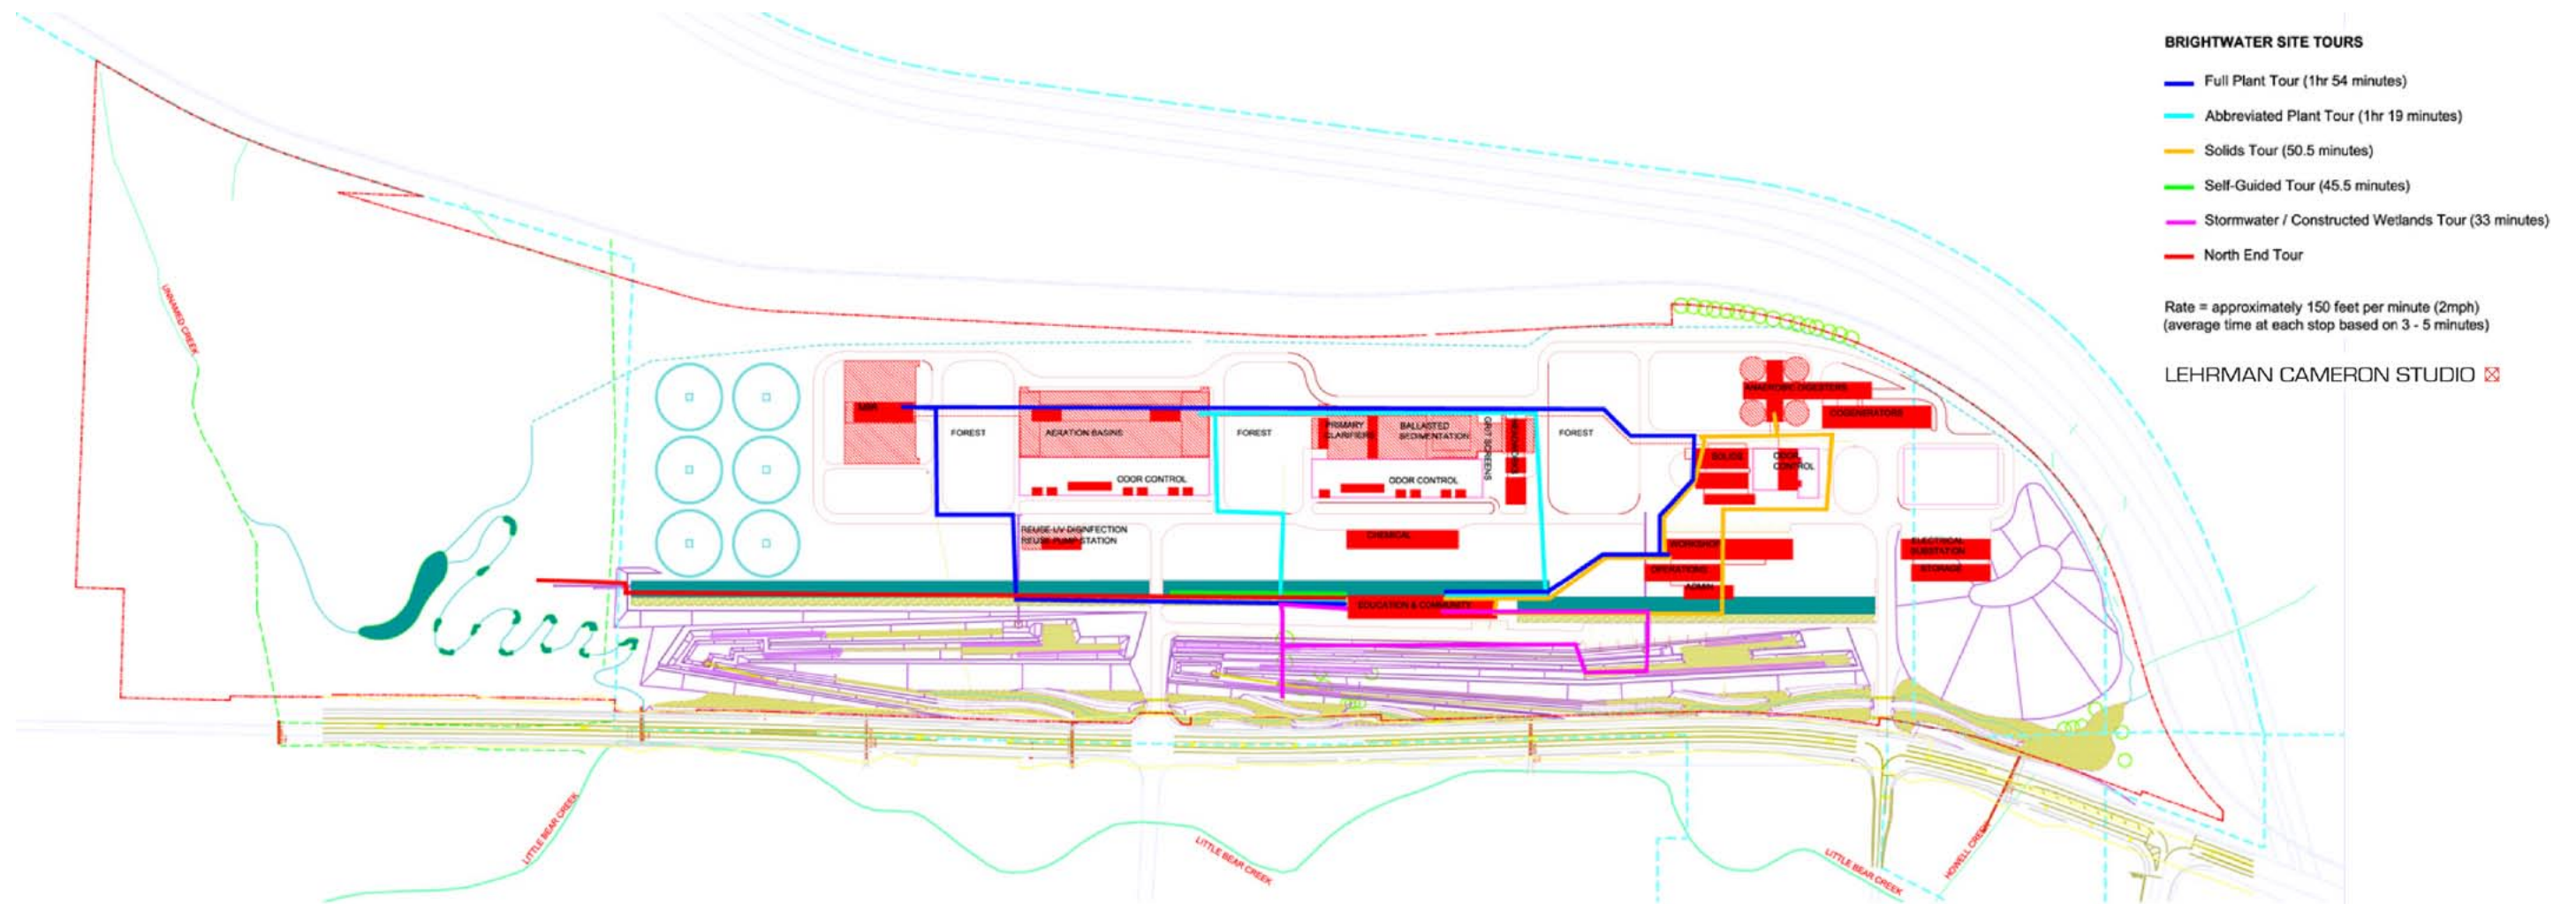 BRIGHTWATER SITE TOURS
Full Plant Tour (1hr 54 minutes)
Abbreviated Plant Tour (1hr 19 minutes)
Solids Tour (50.5 minutes)
Self-Guided Tour (45.5 minutes)
Stormwater / Constructed Wetlands Tour (33 minutes)
North End Tour
Rate = approximately 150 feet per minute (2mph)
(average time at each stop based on 3 - 5 minutes)
LEHRMAN CAMERON STUDIO
UNNAMED CREEK
MBR
FOREST
AERATION BASINS
ODOR CONTROL
FOREST
PRIMARY
CLARIFIERS
BALLASTED
SEDIMENTATION
ODOR CONTROL
GRIT SCREENS
HEADWORKS
FOREST
ANAEROBIC DIGESTERS
COGENERATORS
SOLIDS
ODOR
CONTROL
REUSE UV DISINFECTION
REUSE PUMP STATION
CHEMICAL
WORKSHOP
OPERATIONS
ADMIN
ELECTRICAL
SUBSTATION
STORAGE
EDUCATION & COMMUNITY
LITTLE BEAR CREEK
LITTLE BEAR CREEK
LITTLE BEAR CREEK
HOWELL CREEK